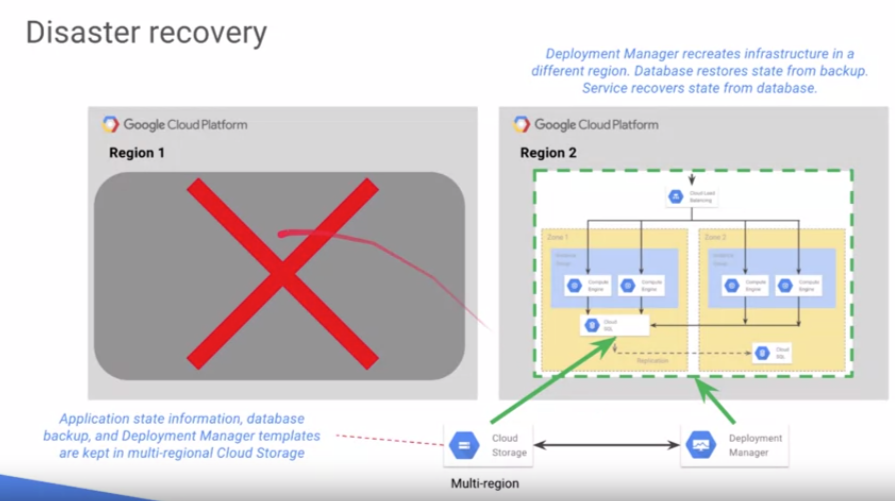 Disaster recovery
Deployment Manager recreates infrastructure in a
different region. Database restores state from backup.
Service recovers state from database.
Google Cloud Platform
Region 1
Google Cloud Platform
Region 2
Cloud Load
Balancing
Zone 1
Zone 2
Instance
Group
Compute
Engine
Compute
Engine
Compute
Engine
Compute
Engine
Cloud
SQL
Replication
Cloud
SQL
Application state information, database
backup, and Deployment Manager templates
are kept in multi-regional Cloud Storage
Cloud
Storage
Deployment
Manager
Multi-region